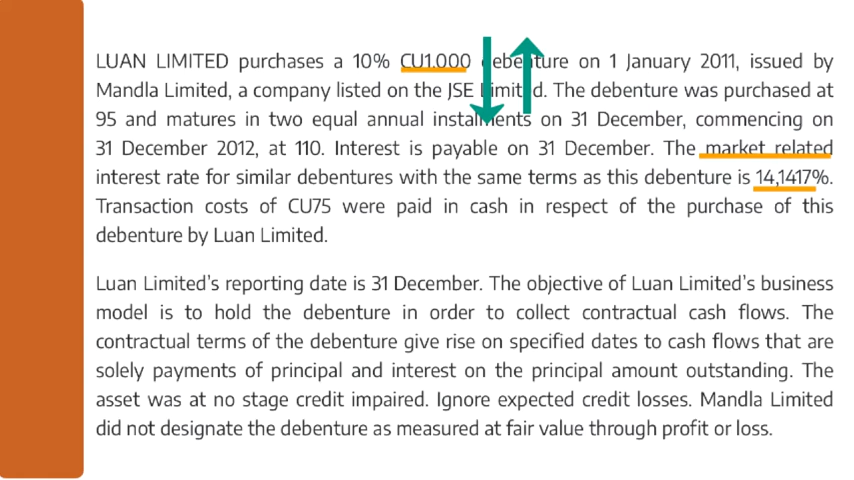 LUAN LIMITED purchases a 10% CU1.000 debenture on 1 January 2011, issued by
Mandla Limited, a company listed on the JSE Limited. The debenture was purchased at
95 and matures in two equal annual instalments on 31 December, commencing on
31 December 2012, at 110. Interest is payable on 31 December. The market related
interest rate for similar debentures with the same terms as this debenture is 14,1417%.
Transaction costs of CU75 were paid in cash in respect of the purchase of this
debenture by Luan Limited.
Luan Limited’s reporting date is 31 December. The objective of Luan Limited’s business
model is to hold the debenture in order to collect contractual cash flows. The
contractual terms of the debenture give rise on specified dates to cash flows that are
solely payments of principal and interest on the principal amount outstanding. The
asset was at no stage credit impaired. Ignore expected credit losses. Mandla Limited
did not designate the debenture as measured at fair value through profit or loss.